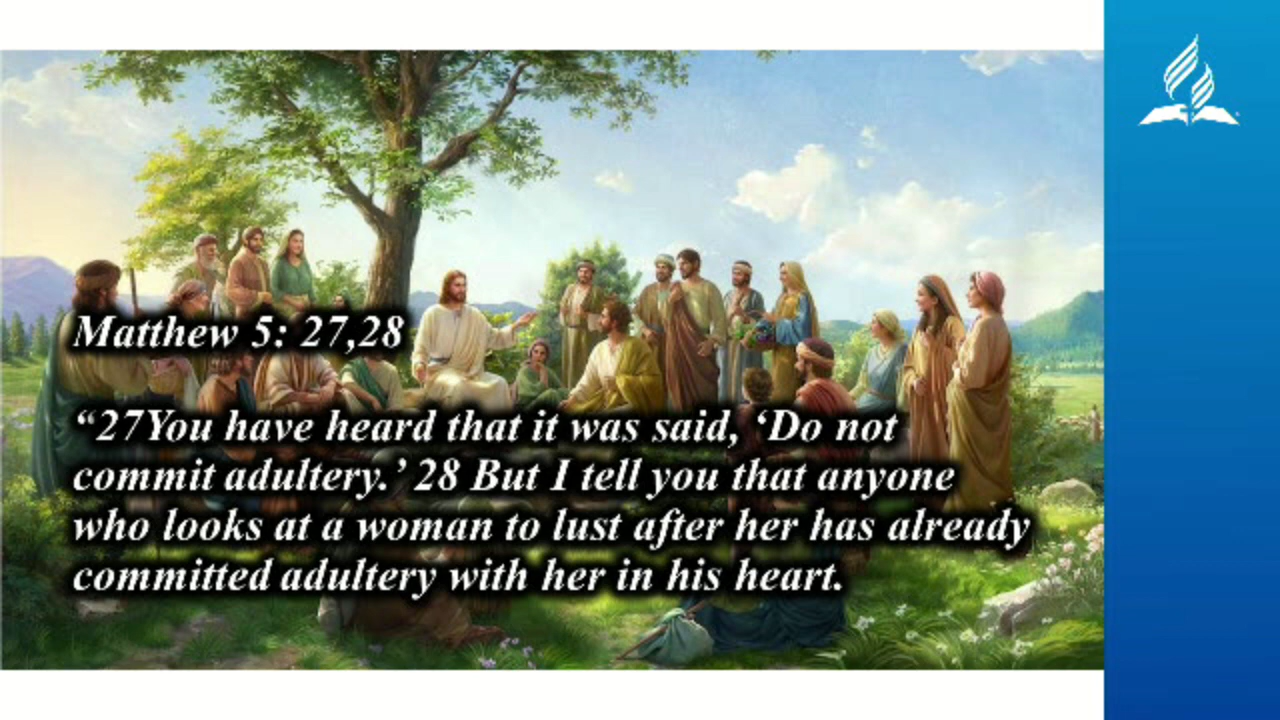 Matthew 5: 27,28
“27You have heard that it was said, ‘Do not
commit adultery.’ 28 But I tell you that anyone
who looks at a woman to lust after her has already
committed adultery with her in his heart.